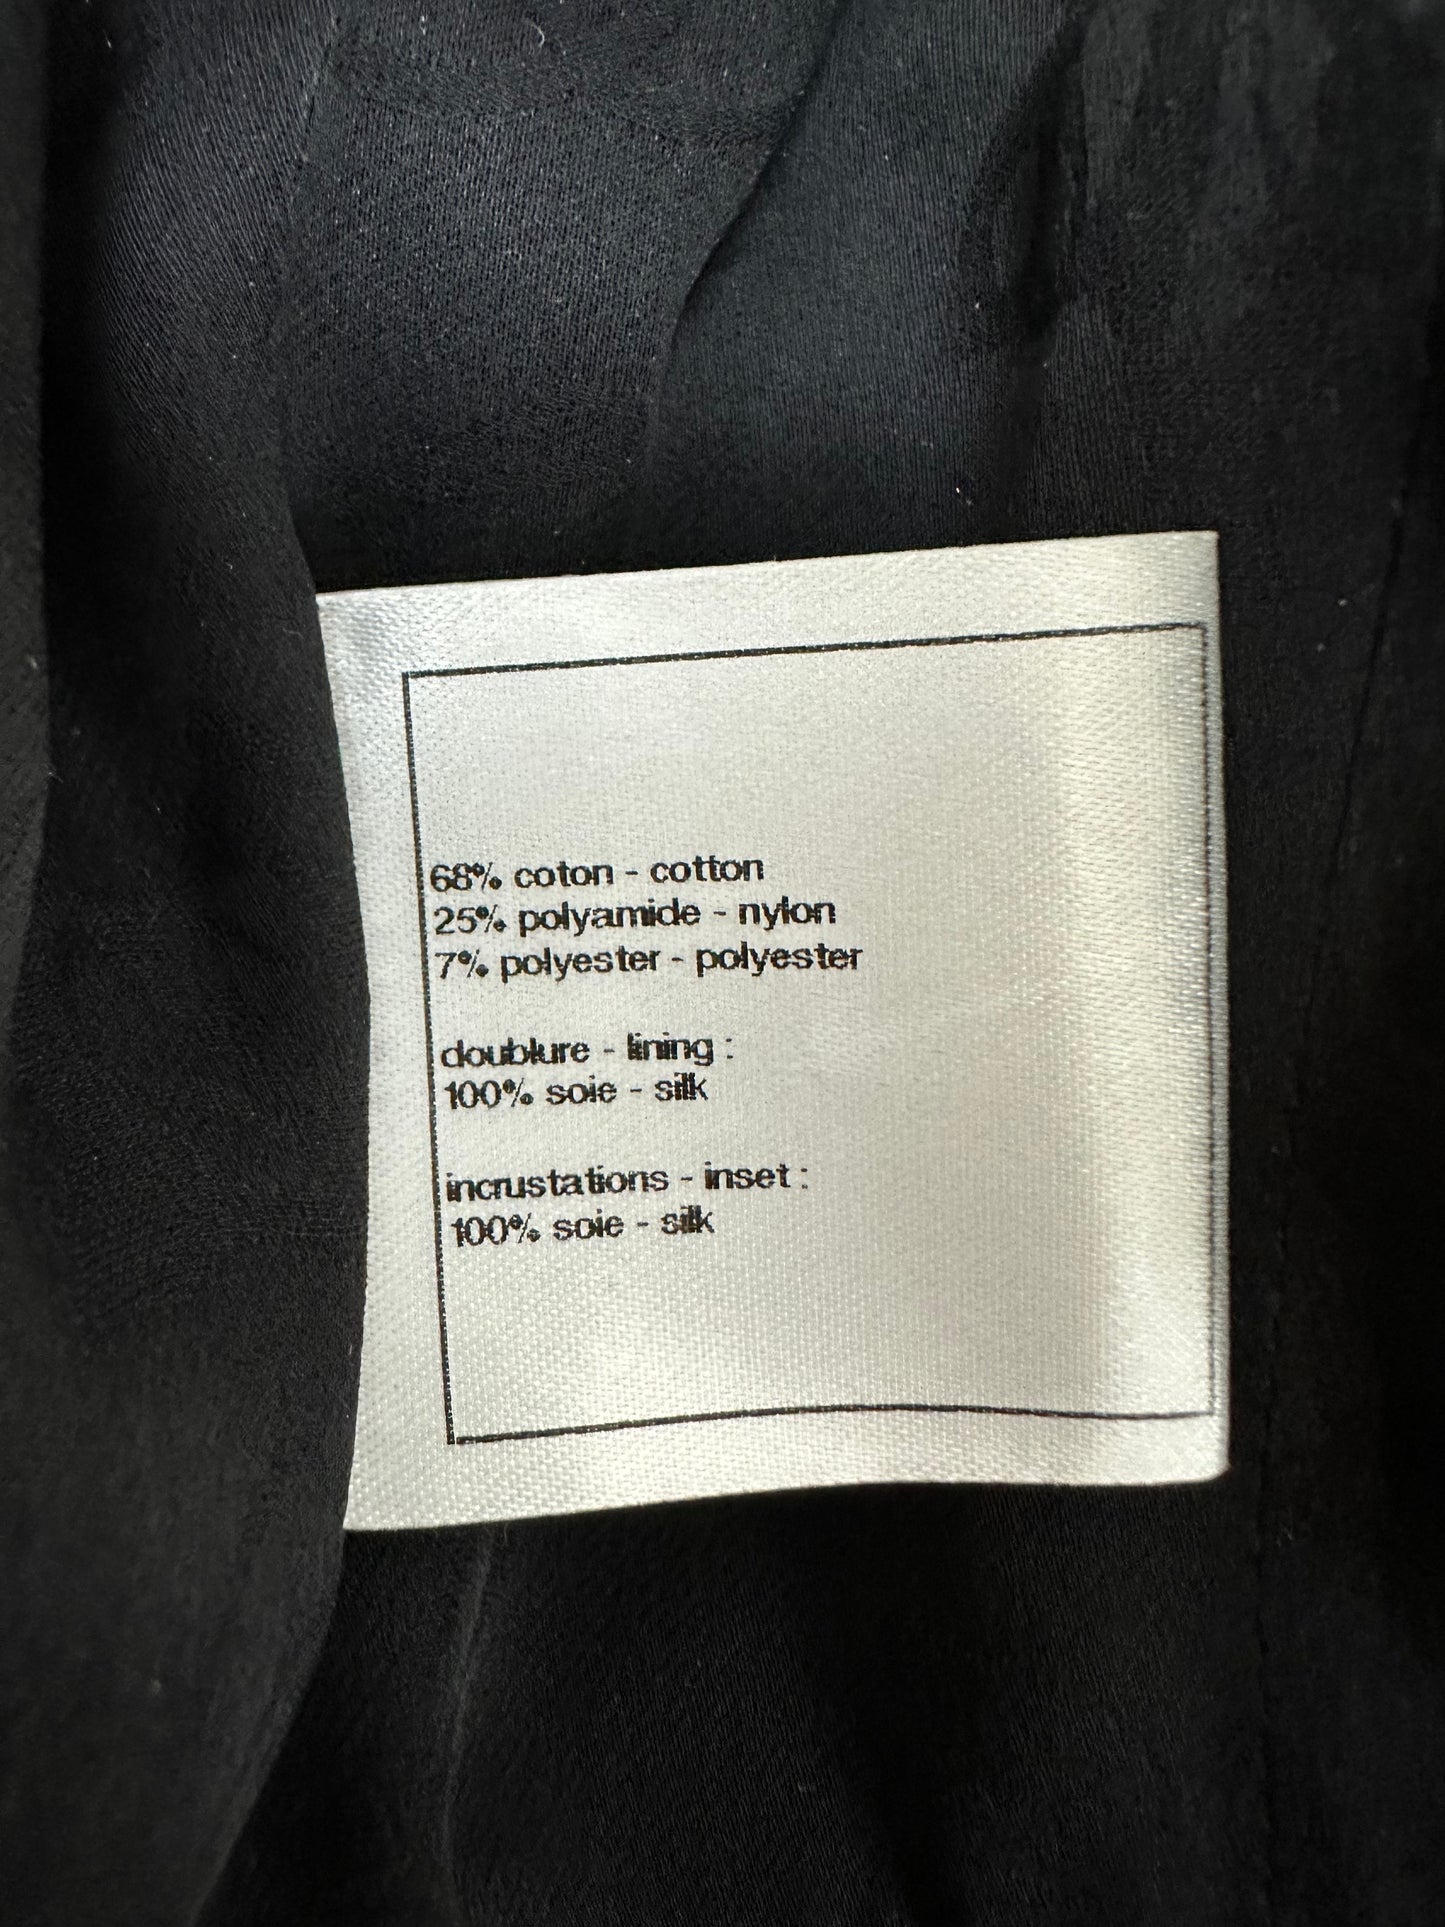 68% coton - cotton
25% polyamide - nylon
7% polyester - polyester
doublure - lining :
100% soie - silk
incrustations - inset :
100% soie - silk